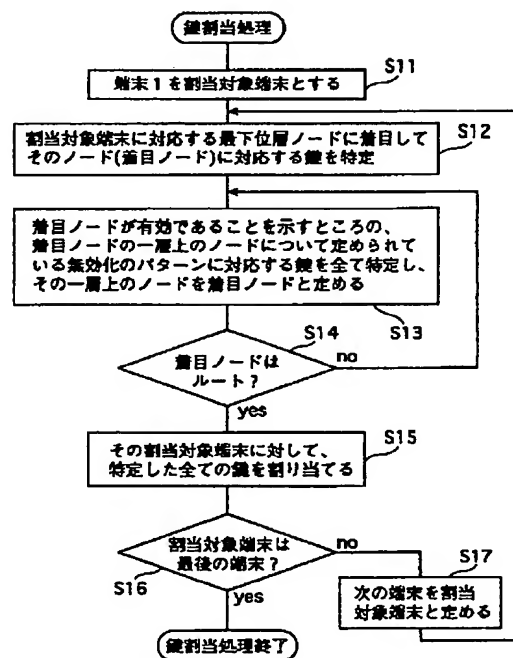 鍵割当処理
S11
端末1を割当対象端末とする
S12
割当対象端末に対応する最下位層ノードに着目して
そのノード(着目ノード)に対応する鍵を特定
着目ノードが有効であることを示すところの、
着目ノードの一層上のノードについて定められて
いる無効化のパターンに対応する鍵を全て特定し、
その一層上のノードを着目ノードと定める
S13
S14
着目ノードは
ルート?
no
yes
S15
その割当対象端末に対して、
特定した全ての鍵を割り当てる
割当対象端末は
最後の端末?
no
S16
yes
S17
次の端末を割当
対象端末と定める
鍵割当処理終了